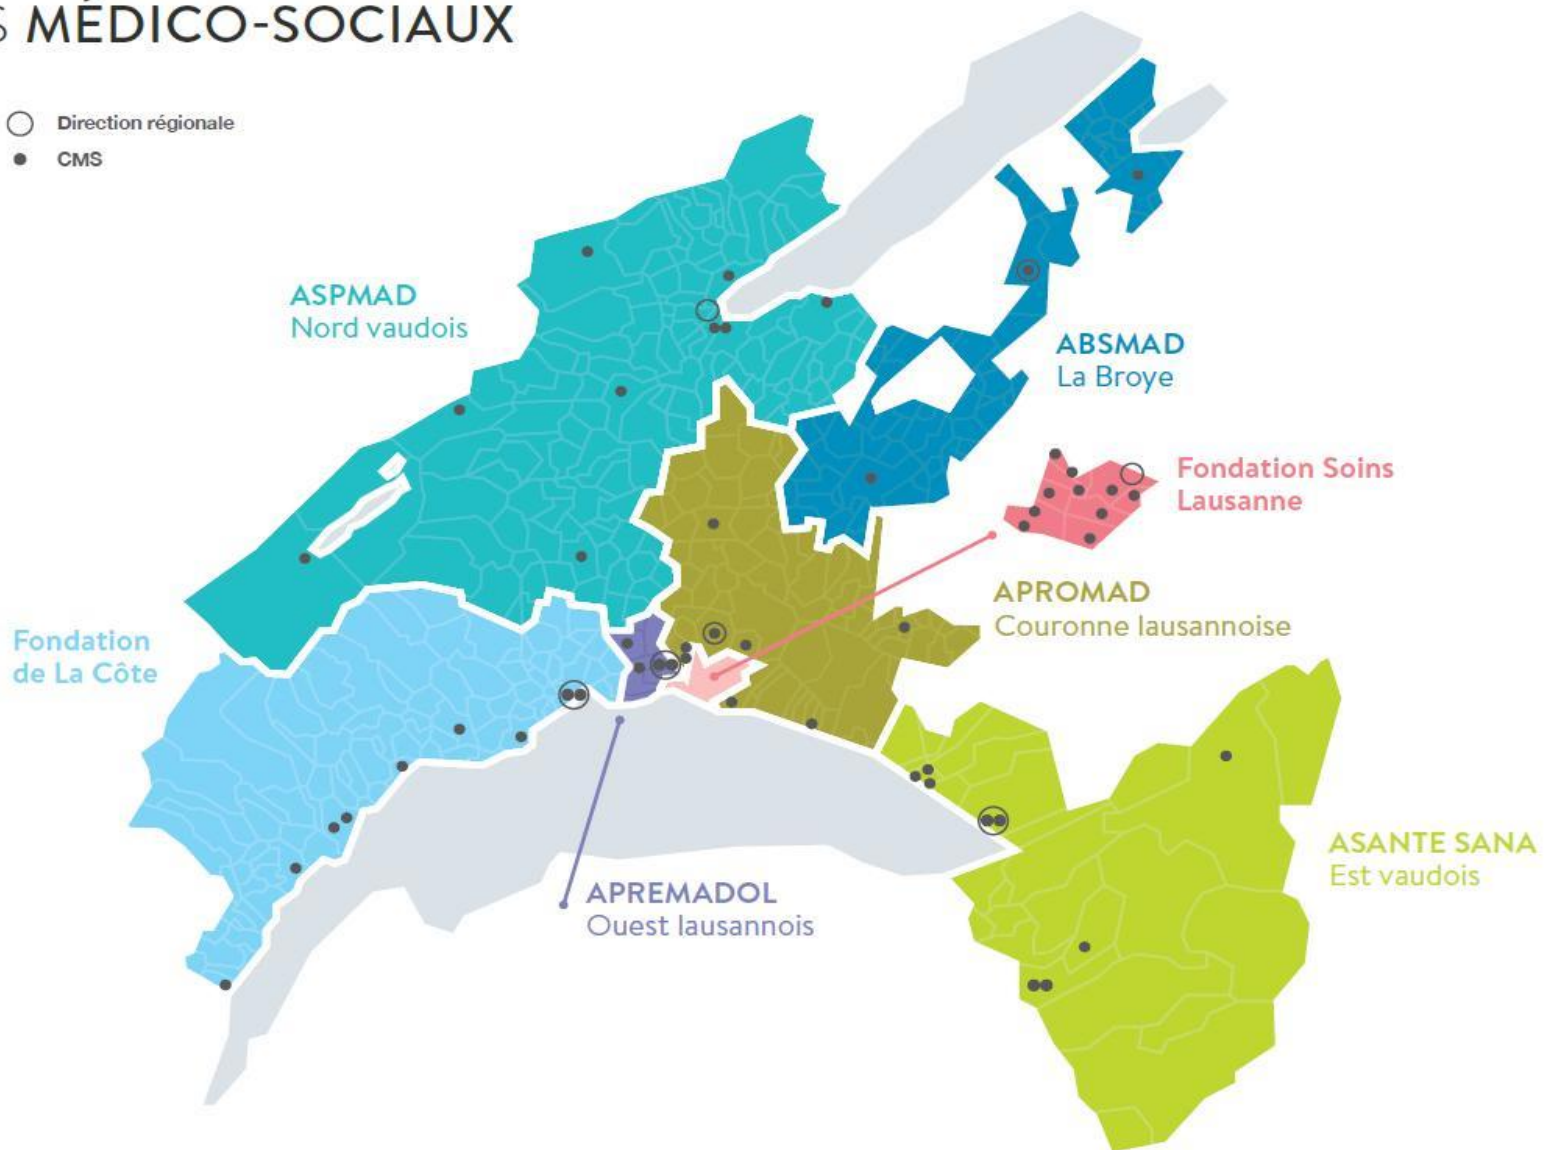 S MÉDICO-SOCIAUX
Direction régionale
CMS
ASPMAD
Nord vaudois
ABSMAD
La Broye
Fondation Soins
Lausanne
APROMAD
Couronne lausannoise
Fondation
de La Côte
ASANTE SANA
Est vaudois
APREMADOL
Ouest lausannois